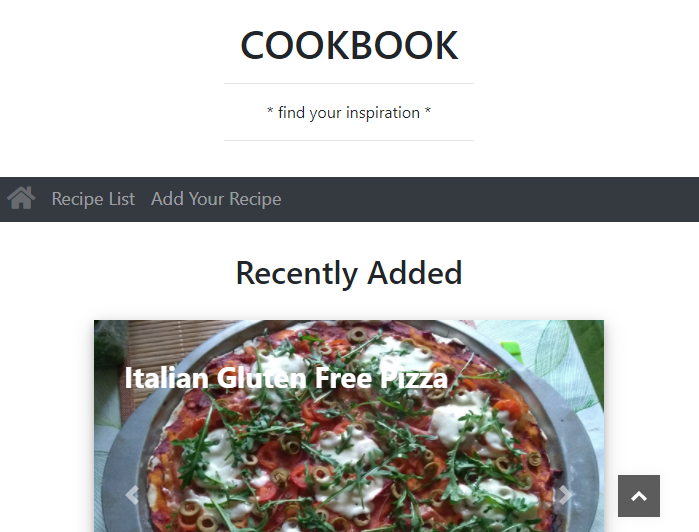 COOKBOOK
* find your inspiration *
Recipe List Add Your Recipe
Recently Added
Italian Gluten Free Pizza